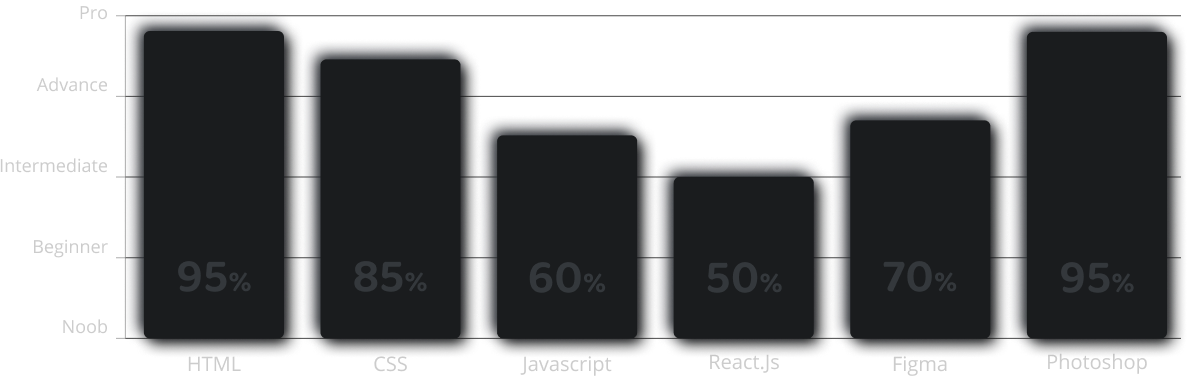 Pro
Advance
Intermediate
Beginner
Noob
95%
85%
60%
50%
70%
95%
HTML
CSS
Javascript
React.Js
Figma
Photoshop